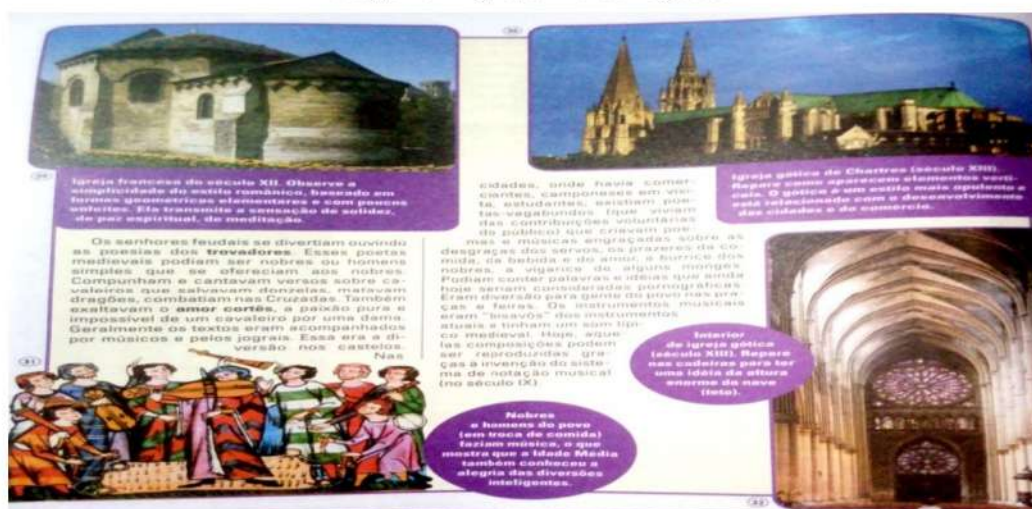 Igreja francesa do século XII. Observe a
simplicidade do estilo românico, baseado em
formas geométricas elementares e com poucos
enfeites. Ela transmite a sensação de solidez,
de paz espiritual, de meditação.
Igreja gótica de Chartres (século XIII).
Repare como aparecem elementos verti-
cais. O gótico é um estilo mais opulento e
está relacionado com o desenvolvimento
das cidades e do comércio.
Os senhores feudais se divertiam ouvindo
as poesias dos trovadores. Esses poetas
medievais podiam ser nobres ou homens
simples que se ofereciam aos nobres.
Compunham e cantavam versos sobre ca-
valeiros que salvavam donzelas, matavam
dragões, combatiam nas Cruzadas. Também
exaltavam o amor cortês, a paixão pura e
impossível de um cavaleiro por uma dama.
Geralmente os textos eram acompanhados
por músicos e pelos jograis. Essa era a di-
versão nos castelos.
Nas
cidades, onde havia comer-
ciantes, camponeses em visi-
ta, estudantes, existiam poe-
tas-vagabundos (que viviam
das contribuições voluntárias
do público) que criavam poe-
mas e músicas engraçadas sobre as
desgraças dos servos, os prazeres da co-
mida, da bebida e do amor, a burrice dos
nobres, a vigarice de alguns monges.
Podiam conter palavras e idéias que ainda
hoje seriam consideradas pornográficas.
Eram diversão para gente do povo nas pra-
ças e feiras. Os instrumentos musicais
eram "bisavós" dos instrumentos
atuais e tinham um som típi-
co medieval. Hoje, aque-
las composições podem
ser reproduzidas gra-
ças à invenção do siste-
ma de notação musical
(no século IX).
Interior
de igreja gótica
(século XIII). Repare
nas cadeiras para ter
uma idéia da altura
enorme da nave
(teto).
Nobres
e homens do povo
(em troca de comida)
faziam música, o que
mostra que a Idade Média
também conheceu a
alegria das diversões
inteligentes.